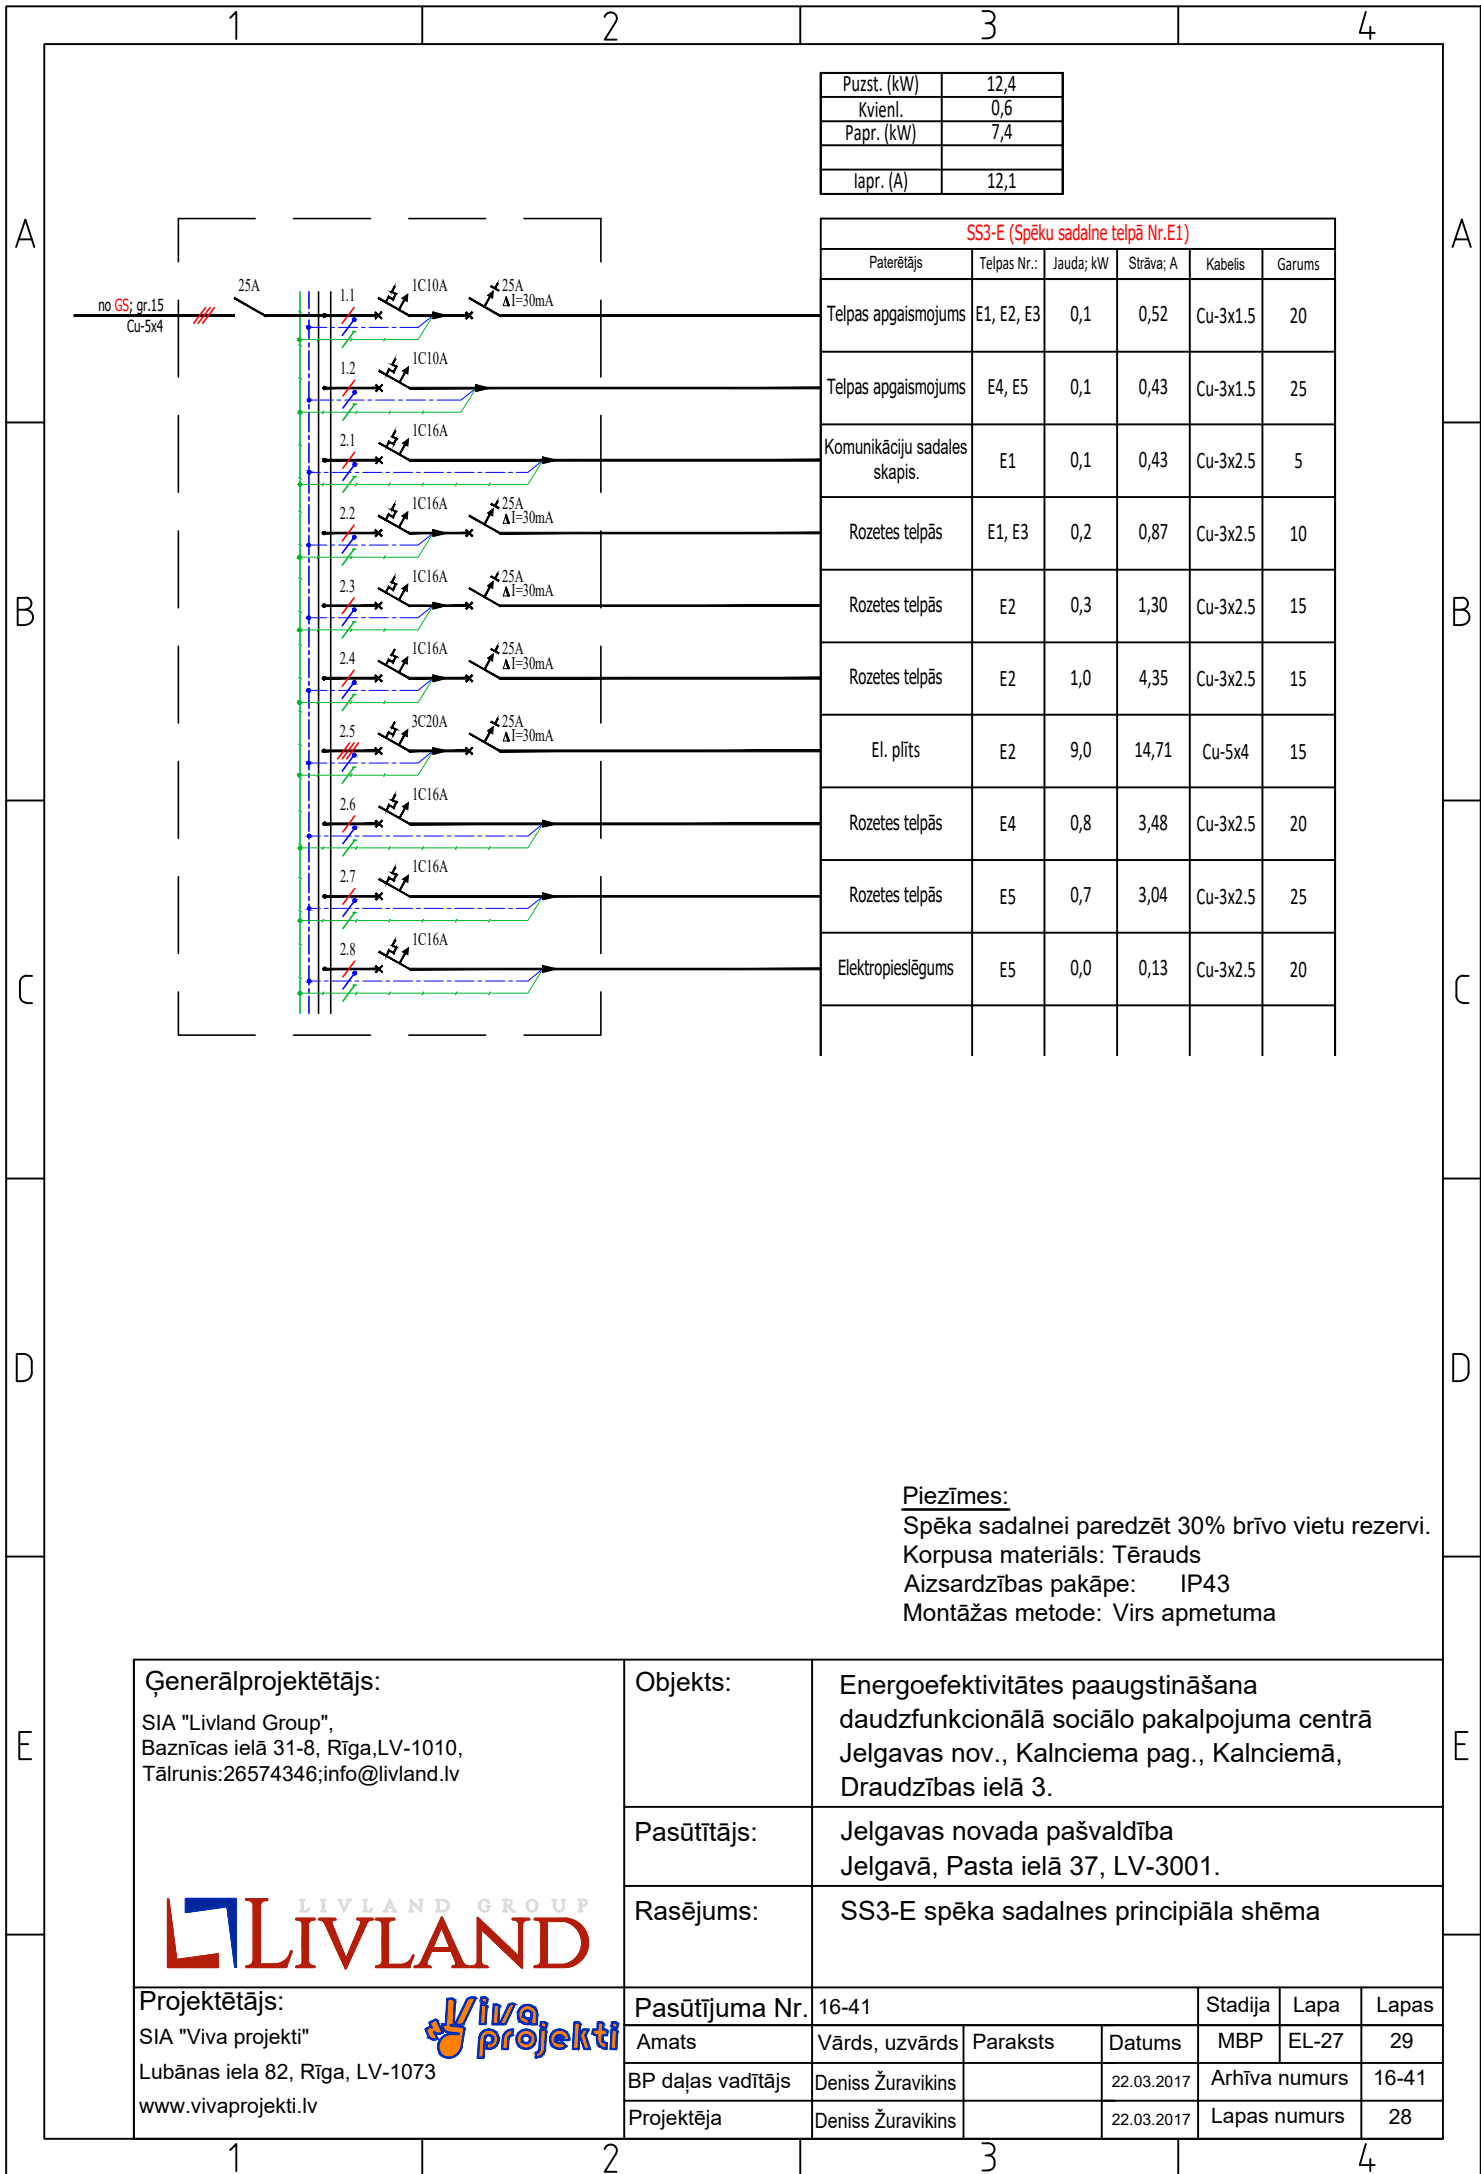 1 2 3 4
Puzst. (kW) 12,4
Kvienl. 0,6
Papr. (kW) 7,4
Iapr. (A) 12,1
A A
SS3-E (Spēku sadalne telpā Nr.E1)
Paterētājs Telpas Nr.: Jauda; kW Strāva; A Kabelis Garums
no GS; gr.15
Cu-5x4
25A
1.1 1C10A 25A
ΔI=30mA
Telpas apgaismojums E1, E2, E3 0,1 0,52 Cu-3x1.5 20
1.2 1C10A
Telpas apgaismojums E4, E5 0,1 0,43 Cu-3x1.5 25
2.1 1C16A
Komunikāciju sadales
skapis.
E1 0,1 0,43 Cu-3x2.5 5
2.2 1C16A 25A
ΔI=30mA
Rozetes telpās E1, E3 0,2 0,87 Cu-3x2.5 10
2.3 1C16A 25A
ΔI=30mA
B B
Rozetes telpās E2 0,3 1,30 Cu-3x2.5 15
2.4 1C16A 25A
ΔI=30mA
Rozetes telpās E2 1,0 4,35 Cu-3x2.5 15
2.5 3C20A 25A
ΔI=30mA
El. plīts E2 9,0 14,71 Cu-5x4 15
2.6 1C16A
Rozetes telpās E4 0,8 3,48 Cu-3x2.5 20
2.7 1C16A
Rozetes telpās E5 0,7 3,04 Cu-3x2.5 25
2.8 1C16A
Elektropieslēgums E5 0,0 0,13 Cu-3x2.5 20
C C
D D
Piezīmes:
Spēka sadalnei paredzēt 30% brīvo vietu rezervi.
Korpusa materiāls: Tērauds
Aizsardzības pakāpe: IP43
Montāžas metode: Virs apmetuma
E E
Ģenerālprojektētājs:
SIA "Livland Group",
Baznīcas ielā 31-8, Rīga,LV-1010,
Tālrunis:26574346;info@livland.lv
LIVLAND GROUP
LIVLAND
Objekts:
Energoefektivitātes paaugstināšana
daudzfunkcionālā sociālo pakalpojuma centrā
Jelgavas nov., Kalnciema pag., Kalnciemā,
Draudzības ielā 3.
Pasūtītājs:
Jelgavas novada pašvaldība
Jelgavā, Pasta ielā 37, LV-3001.
Rasējums: SS3-E spēka sadalnes principiāla shēma
Projektētājs:
SIA "Viva projekti"
Lubānas iela 82, Rīga, LV-1073
www.vivaprojekti.lv
Viva
projekti
Pasūtījuma Nr. 16-41 Stadija Lapa Lapas
Amats Vārds, uzvārds Paraksts Datums MBP EL-27 29
BP daļas vadītājs Deniss Žuravikins 22.03.2017 Arhīva numurs 16-41
Projektēja Deniss Žuravikins 22.03.2017 Lapas numurs 28
1 2 3 4